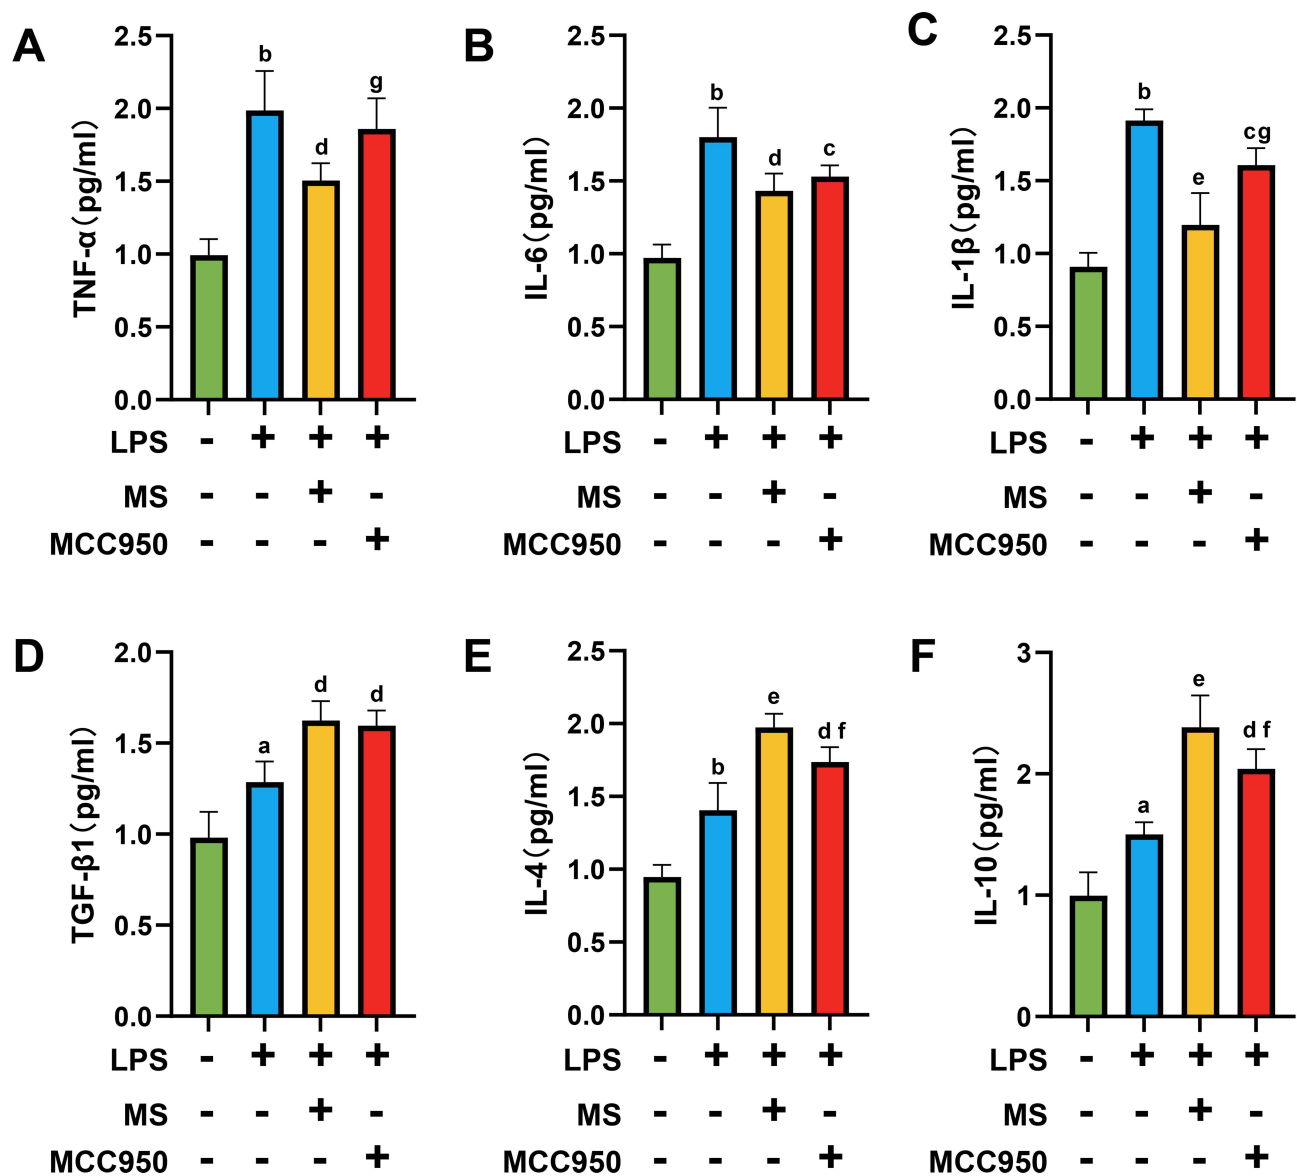 A
TNF-α(pg/ml)
2.5
2.0
1.5
1.0
0.5
0.0
b
d
g
LPS - + + +
MS - - + -
MCC950 - - - +
B
IL-6(pg/ml)
2.5
2.0
1.5
1.0
0.5
0.0
b
d
c
LPS - + + +
MS - - + -
MCC950 - - - +
C
IL-1β(pg/ml)
2.5
2.0
1.5
1.0
0.5
0.0
b
e
cg
LPS - + + +
MS - - + -
MCC950 - - - +
D
TGF-β1(pg/ml)
2.0
1.5
1.0
0.5
0.0
a
d
d
LPS - + + +
MS - - + -
MCC950 - - - +
E
IL-4(pg/ml)
2.5
2.0
1.5
1.0
0.5
0.0
b
e
d f
LPS - + + +
MS - - + -
MCC950 - - - +
F
IL-10(pg/ml)
3
2
1
0
a
e
d f
LPS - + + +
MS - - + -
MCC950 - - - +